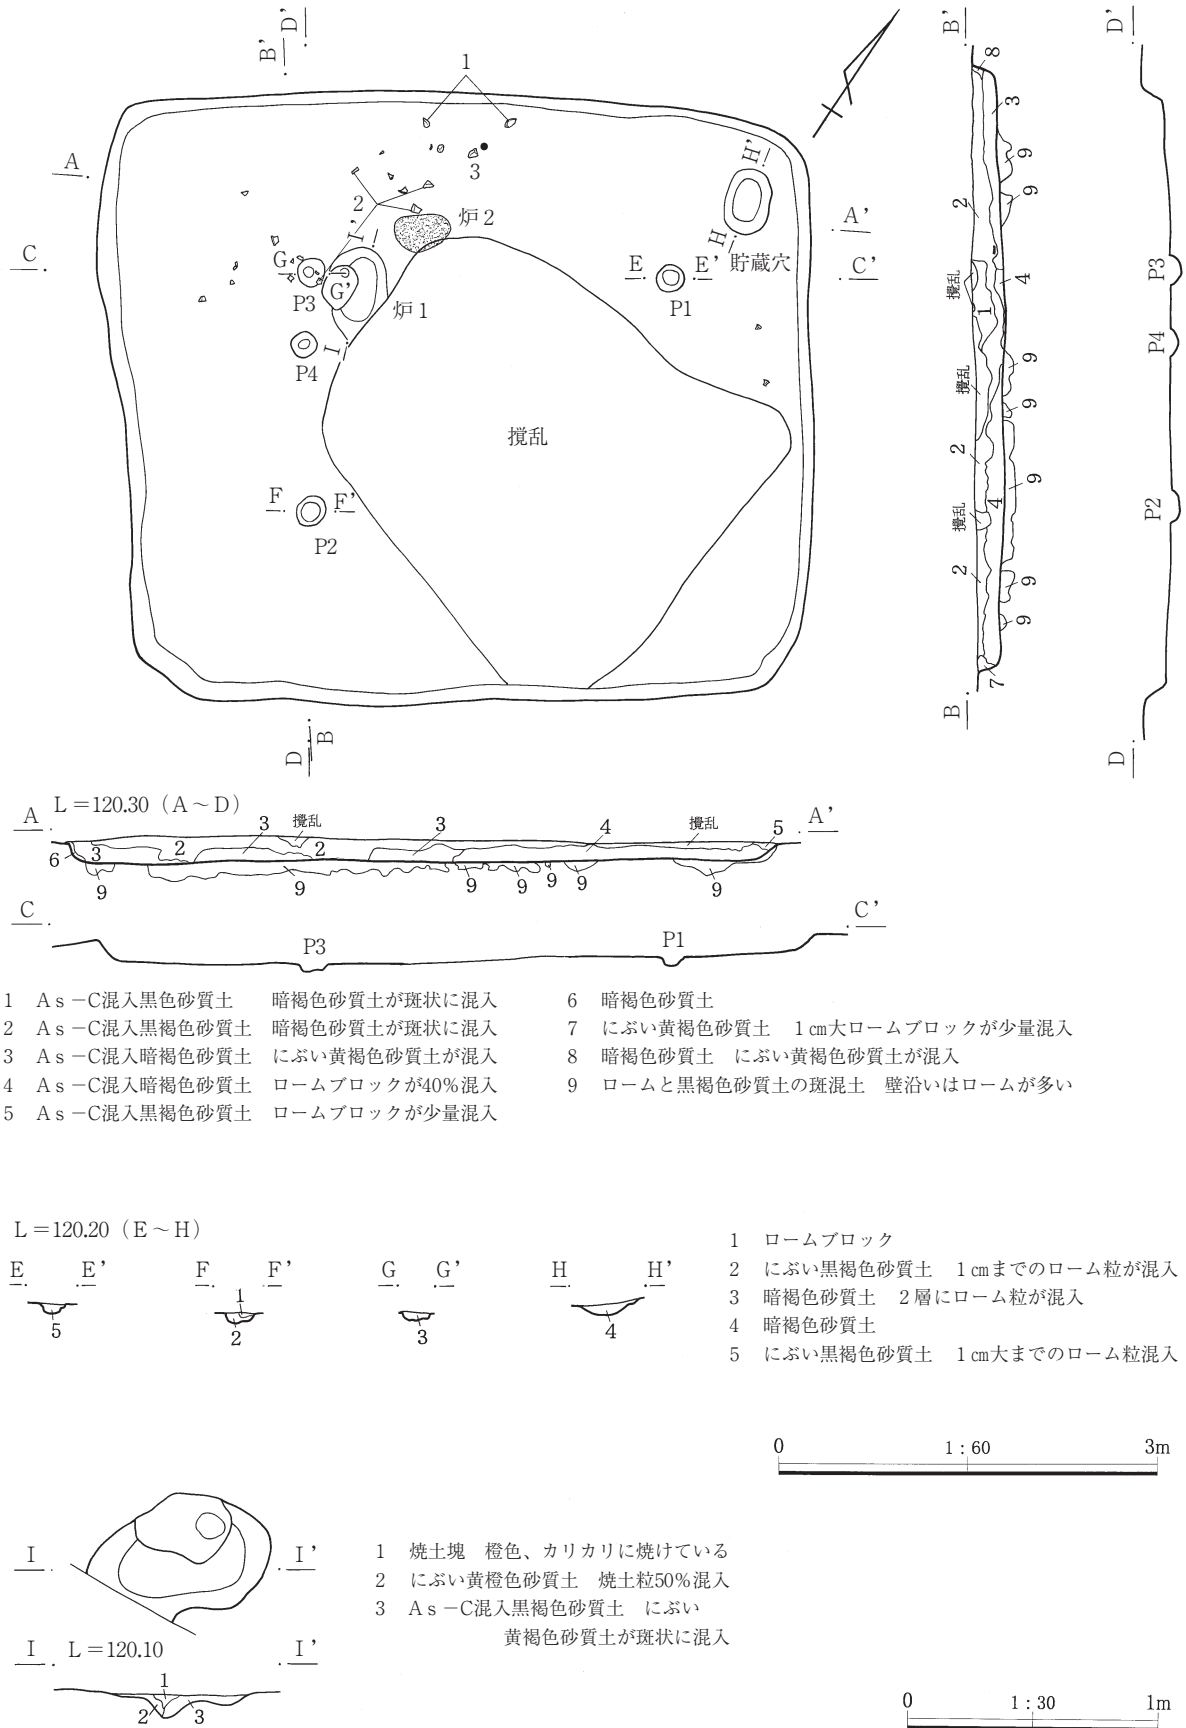 B' D'
1
A
H'
3
2
炉2
I'
H
A'
C
G
E
E'
貯蔵穴
C'
P3
G'
炉1
P1
I
P4
攪乱
F
F'
P2
D B
B'
8
3
9
9
2
攪乱
4
1
9
攪乱
9
2
9
4
攪乱
2
9
9
7
B
D'
P3
P4
P2
D
A L=120.30(A~D) A'
3 攪乱 3 4 攪乱 5
6 3 2 2
9 9 9 9 9 9 9
C C'
P3 P1
1 As-C混入黒色砂質土 暗褐色砂質土が斑状に混入
2 As-C混入黒褐色砂質土 暗褐色砂質土が斑状に混入
3 As-C混入暗褐色砂質土 にぶい黄褐色砂質土が混入
4 As-C混入暗褐色砂質土 ロームブロックが40%混入
5 As-C混入黒褐色砂質土 ロームブロックが少量混入
6 暗褐色砂質土
7 にぶい黄褐色砂質土 1㎝大ロームブロックが少量混入
8 暗褐色砂質土 にぶい黄褐色砂質土が混入
9 ロームと黒褐色砂質土の斑混土 壁沿いはロームが多い
L=120.20(E~H)
E E' F F' G G' H H'
5 1 2 3 4
1 ロームブロック
2 にぶい黒褐色砂質土 1㎝までのローム粒が混入
3 暗褐色砂質土 2層にローム粒が混入
4 暗褐色砂質土
5 にぶい黒褐色砂質土 1㎝大までのローム粒混入
0 1:60 3m
I I'
1 焼土塊 橙色、カリカリに焼けている
2 にぶい黄橙色砂質土 焼土粒50%混入
3 As-C混入黒褐色砂質土 にぶい
黄褐色砂質土が斑状に混入
I L=120.10 I'
1
2 3
0 1:30 1m